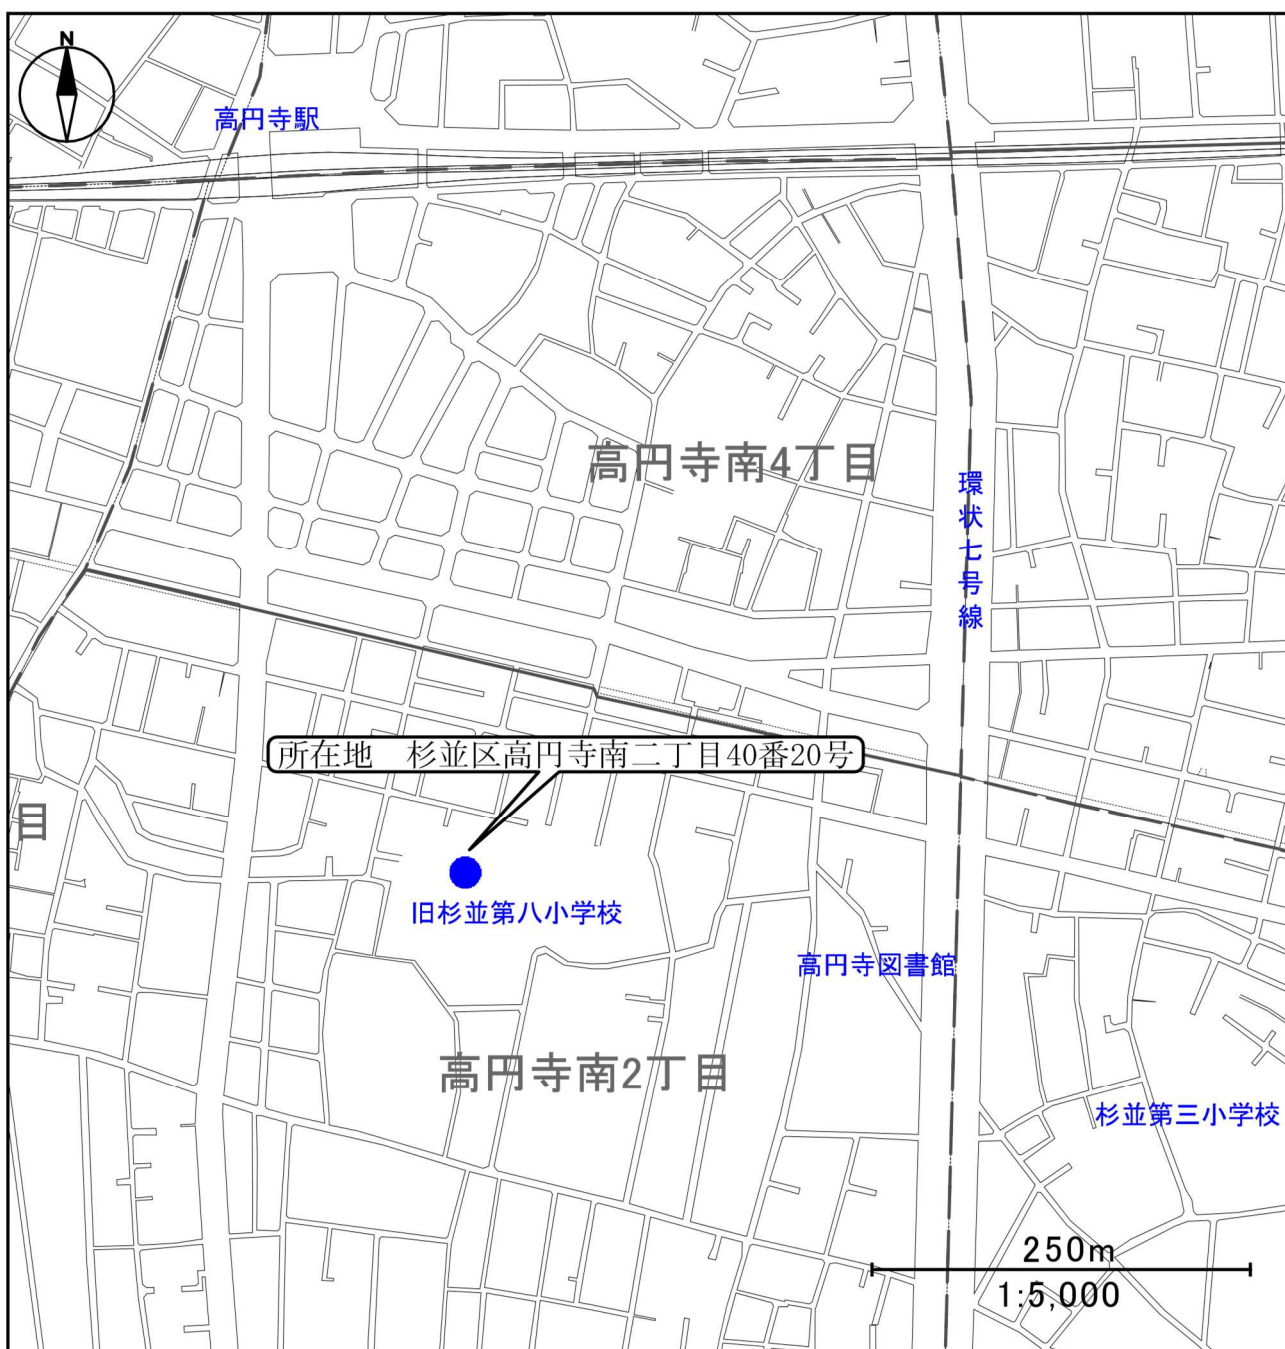 N
高円寺駅
高円寺南4丁目
環状七号線
所在地　杉並区高円寺南二丁目40番20号
目
旧杉並第八小学校
高円寺図書館
高円寺南2丁目
杉並第三小学校
250m
1:5,000